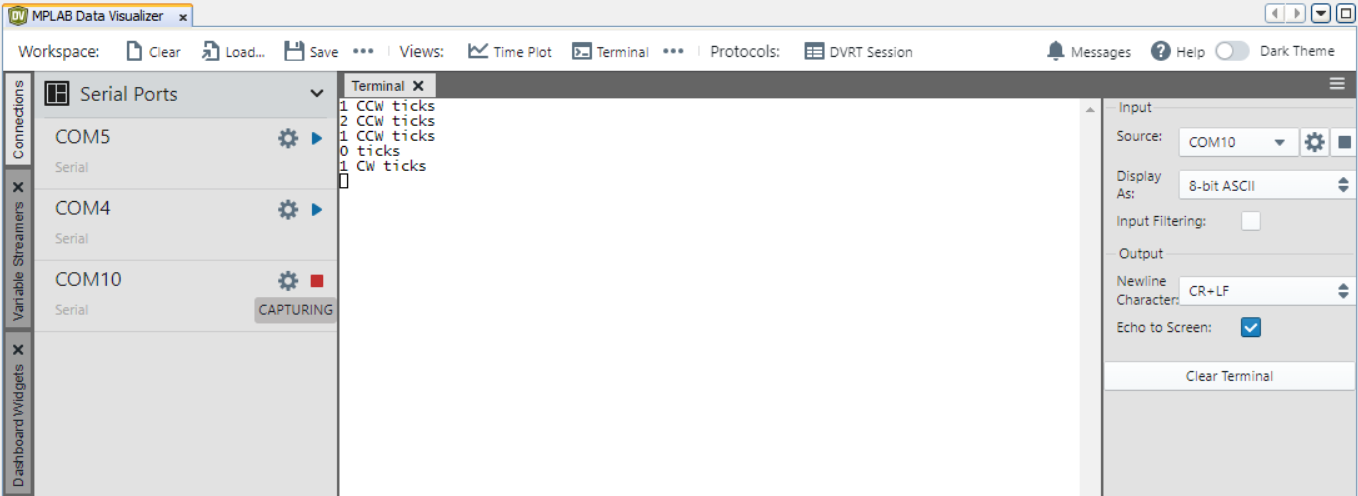 MPLAB Data Visualizer x
Workspace: Clear Load... Save ••• Views: Time Plot Terminal ••• Protocols: DVRT Session Messages Help Dark Theme
Connections
Variable Streamers
Dashboard Widgets
Serial Ports
COM5
Serial
COM4
Serial
COM10
Serial
CAPTURING
Terminal
1 CCW ticks
2 CCW ticks
1 CCW ticks
0 ticks
1 CW ticks
Input
Source: COM10
Display
As: 8-bit ASCII
Input Filtering:
Output
Newline
Character: CR+LF
Echo to Screen:
Clear Terminal